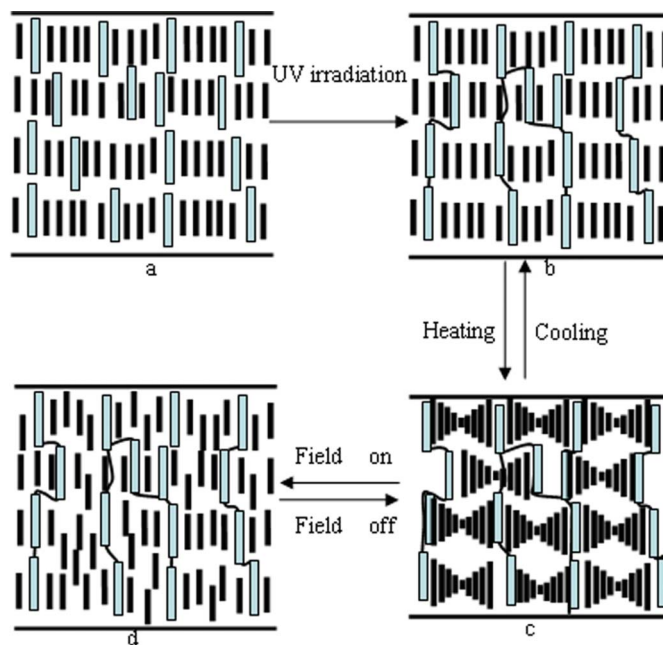 UV irradiation
a
b
Heating
Cooling
Field on
Field off
d
c